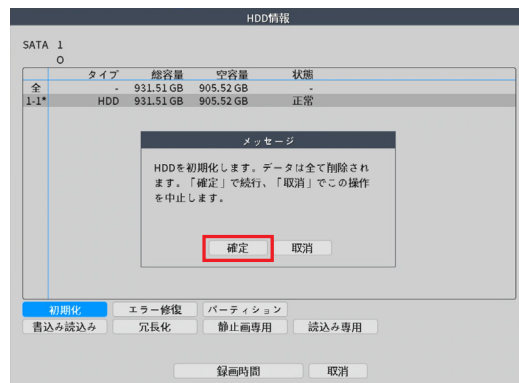 HDD情報
SATA 1
O
タイプ 総容量 空容量 状態
全 - 931.51 GB 905.52 GB -
1-1* HDD 931.51 GB 905.52 GB 正常
メッセージ
HDDを初期化します。データは全て削除され
ます。「確定」で続行、「取消」でこの操作
を中止します。
確定 取消
初期化 エラー修復 パーティション
書込み読込み 冗長化 静止画専用 読込み専用
録画時間 取消